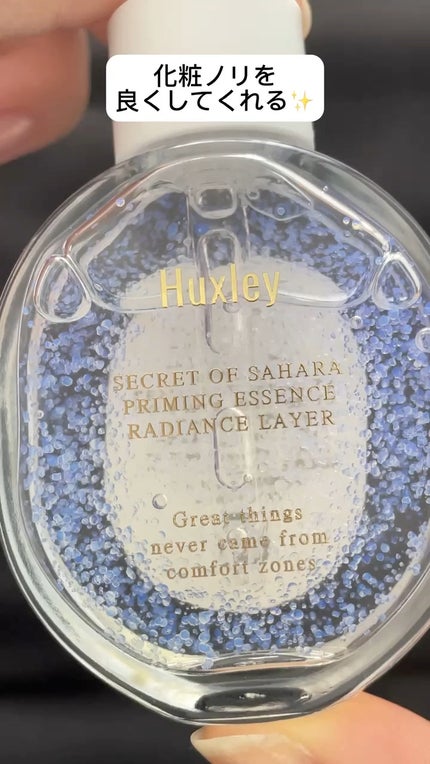 化粧ノリを
良くしてくれる✨
Huxley
SECRET OF SAHARA
PRIMING ESSENCE
RADIANCE LAYER
Great things
never came from
comfort zones